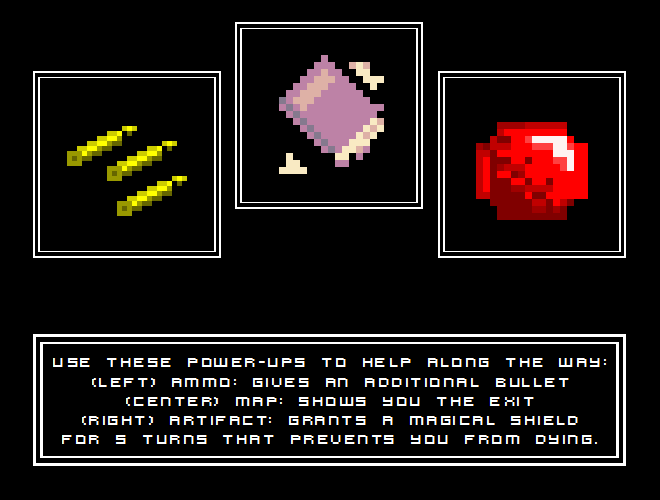 USE THESE POWER-UPS TO HELP ALONG THE WAY:
(LEFT) AMMO: GIVES AN ADDITIONAL BULLET
(CENTER) MAP: SHOWS YOU THE EXIT
(RIGHT) ARTIFACT: GRANTS A MAGICAL SHIELD
FOR 5 TURNS THAT PREVENTS YOU FROM DYING.